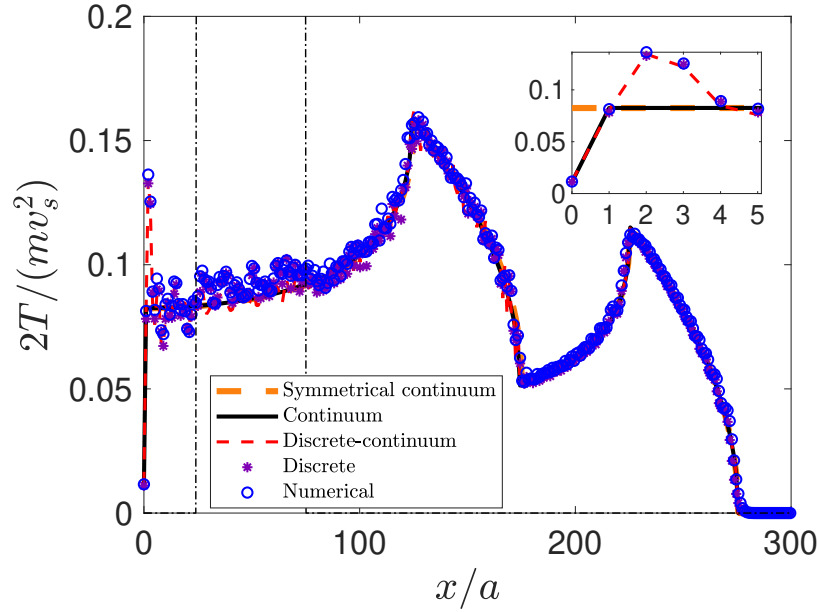 0.2
0.15
0.1
0.05
0
2T/(mv_s^2)
0.1
0.05
0
0 1 2 3 4 5
Symmetrical continuum
Continuum
Discrete-continuum
Discrete
Numerical
0 100 200 300
x/a